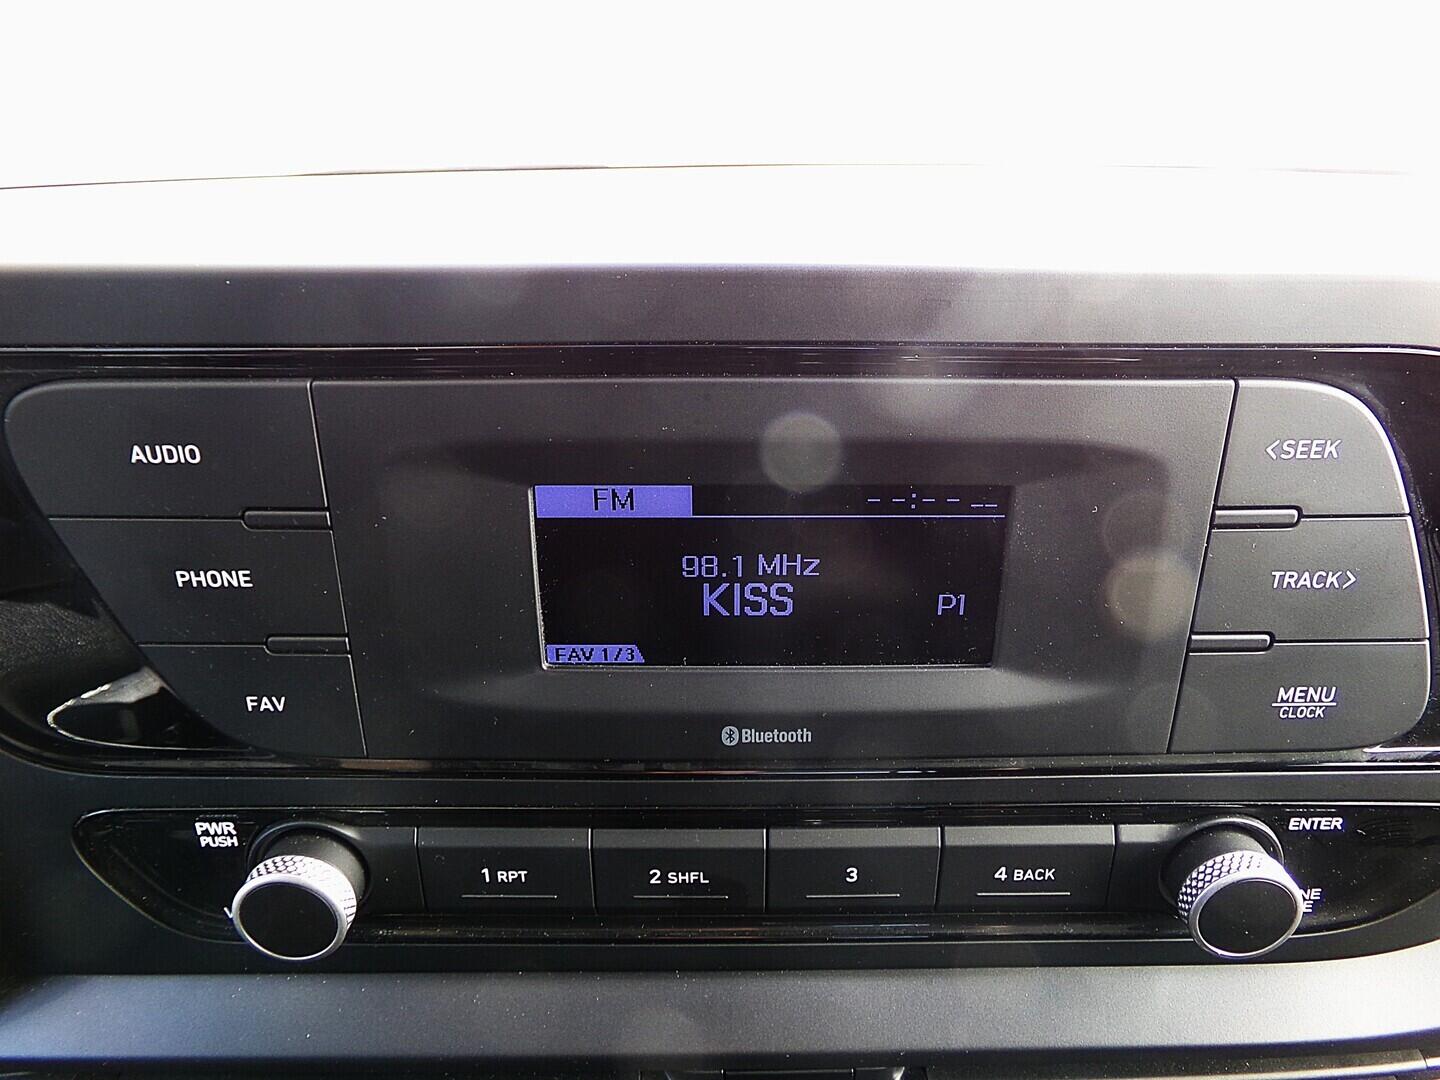 AUDIO
PHONE
FAV
FM
--:-- --
98.1 MHz
KISS
P1
FAV 1/3
Bluetooth
<SEEK
TRACK>
MENU
CLOCK
PWR
PUSH
1 RPT
2 SHFL
3
4 BACK
ENTER